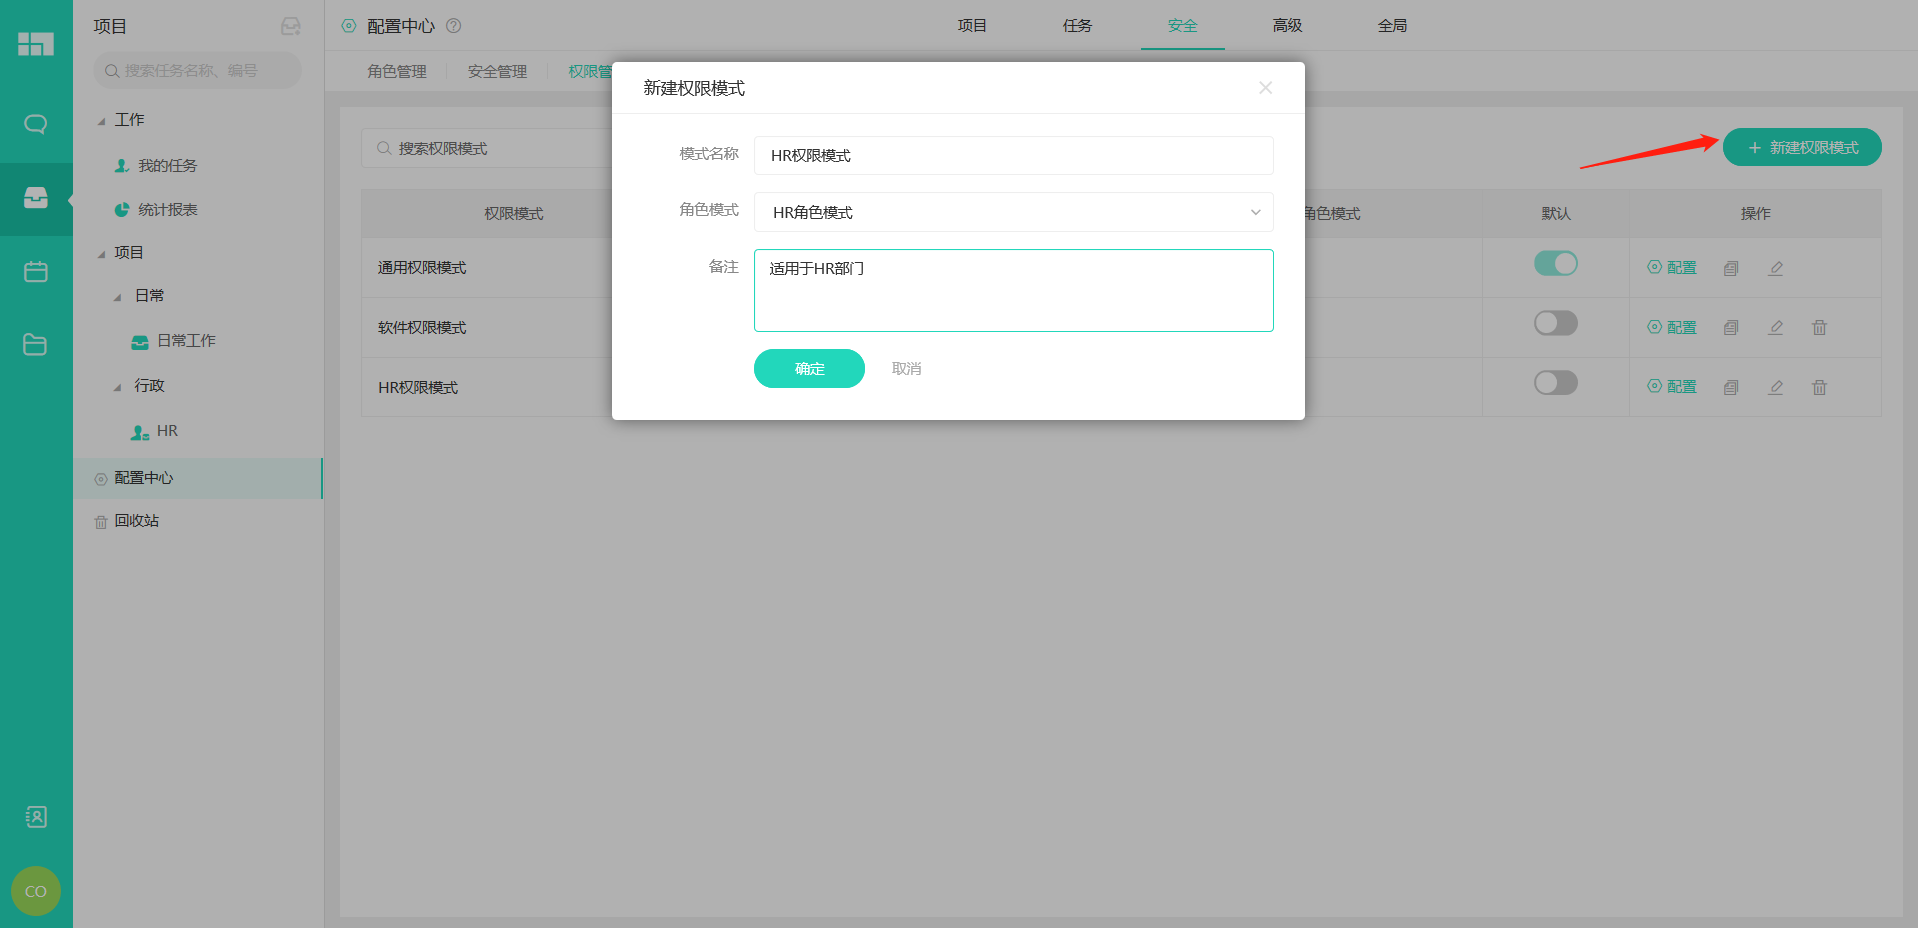 项目
搜索任务名称、编号
工作
我的任务
统计报表
项目
日常
日常工作
行政
HR
配置中心
回收站
CO
配置中心
项目
任务
安全
高级
全局
角色管理
安全管理
权限管
搜索权限模式
新建权限模式
权限模式
角色模式
默认
操作
通用权限模式
配置
软件权限模式
配置
HR权限模式
配置
新建权限模式
模式名称
HR权限模式
角色模式
HR角色模式
备注
适用于HR部门
确定
取消